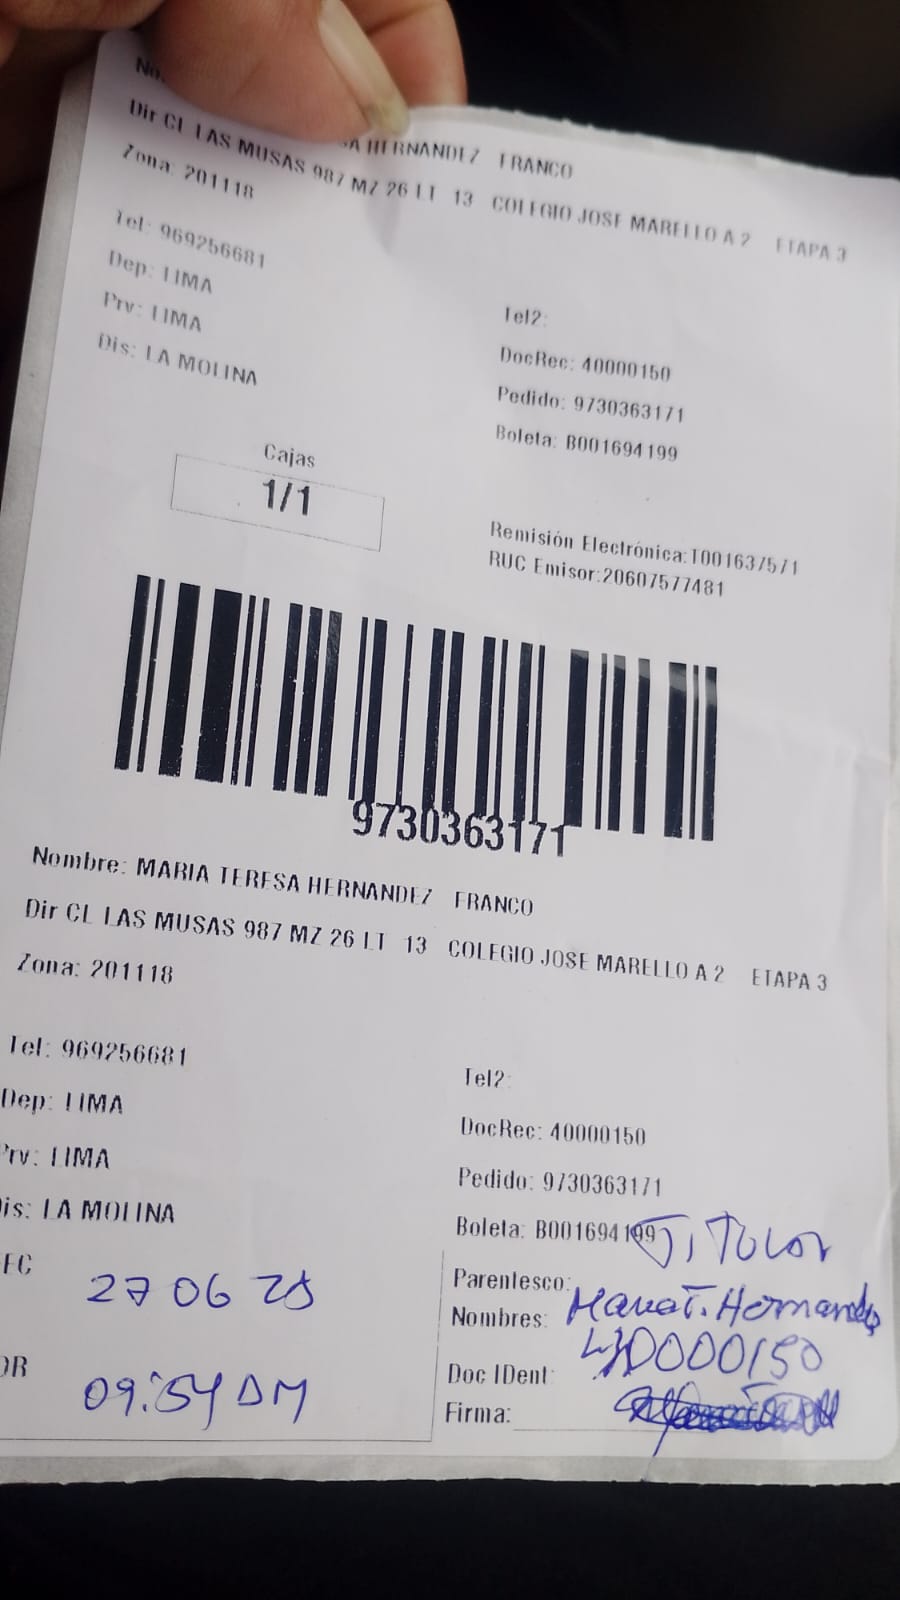 No
SA HERNANDEZ FRANCO
Dir CL LAS MUSAS 987 MZ 26 LT 13 COLEGIO JOSE MARELLO A 2 ETAPA 3
Zona: 201118
Tel: 969256681
Tel2:
Dep: LIMA
DocRec: 40000150
Prv: LIMA
Pedido: 9730363171
Dis: LA MOLINA
Boleta: B001694199
Cajas
1/1
Remisión Electrónica:T001637571
RUC Emisor:20607577481
9730363171
Nombre: MARIA TERESA HERNANDEZ FRANCO
Dir CL LAS MUSAS 987 MZ 26 LT 13 COLEGIO JOSE MARELLO A 2 ETAPA 3
Zona: 201118
Tel: 969256681
Tel2:
Dep: LIMA
DocRec: 40000150
Prv: LIMA
Pedido: 9730363171
Dis: LA MOLINA
Boleta: B001694199
EC 27 06 25
Parentesco: TITULAR
Nombres: Maria T. Hernandez
OR 09:54 AM
Doc IDent: 40000150
Firma: